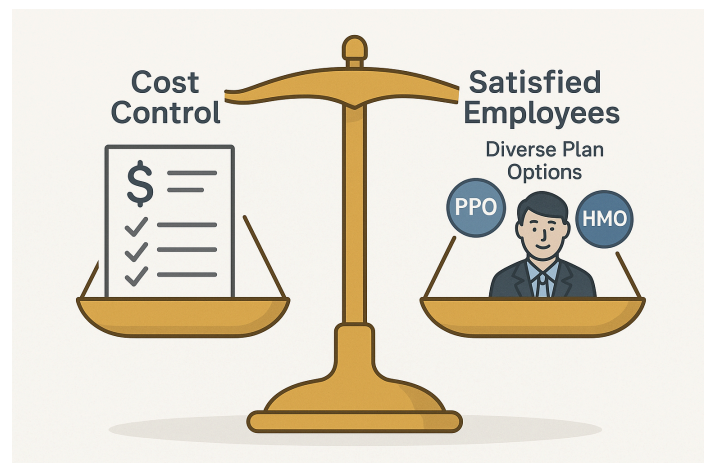 Cost
Control
Satisfied
Employees
Diverse Plan
Options
PPO
HMO
$